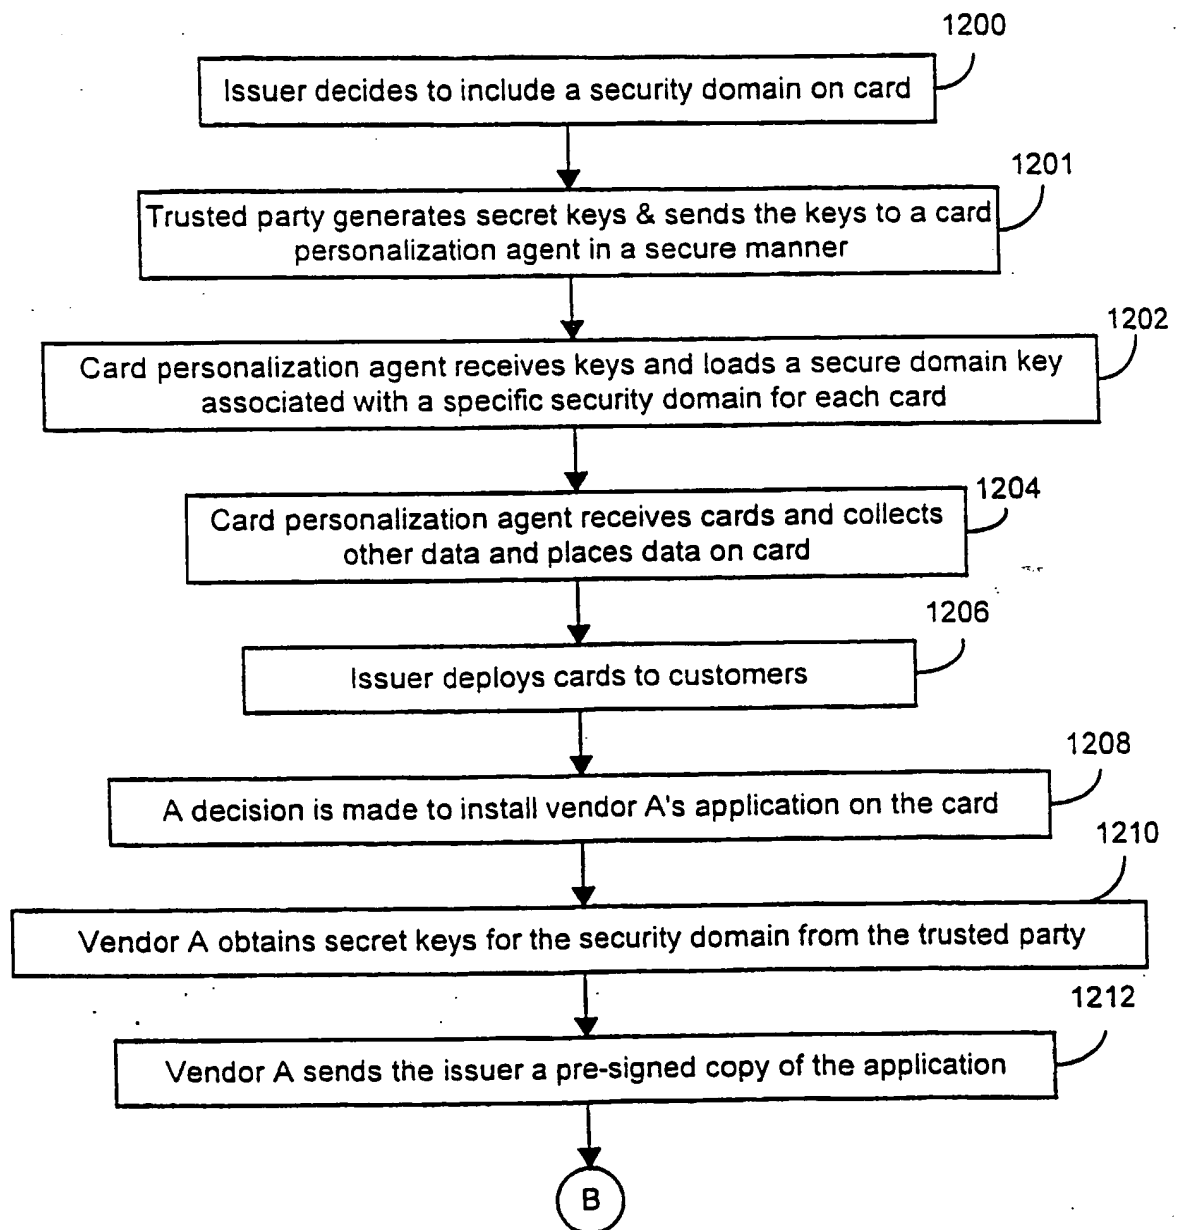 1200
Issuer decides to include a security domain on card
1201
Trusted party generates secret keys & sends the keys to a card
personalization agent in a secure manner
1202
Card personalization agent receives keys and loads a secure domain key
associated with a specific security domain for each card
1204
Card personalization agent receives cards and collects
other data and places data on card
1206
Issuer deploys cards to customers
1208
A decision is made to install vendor A's application on the card
1210
Vendor A obtains secret keys for the security domain from the trusted party
1212
Vendor A sends the issuer a pre-signed copy of the application
B